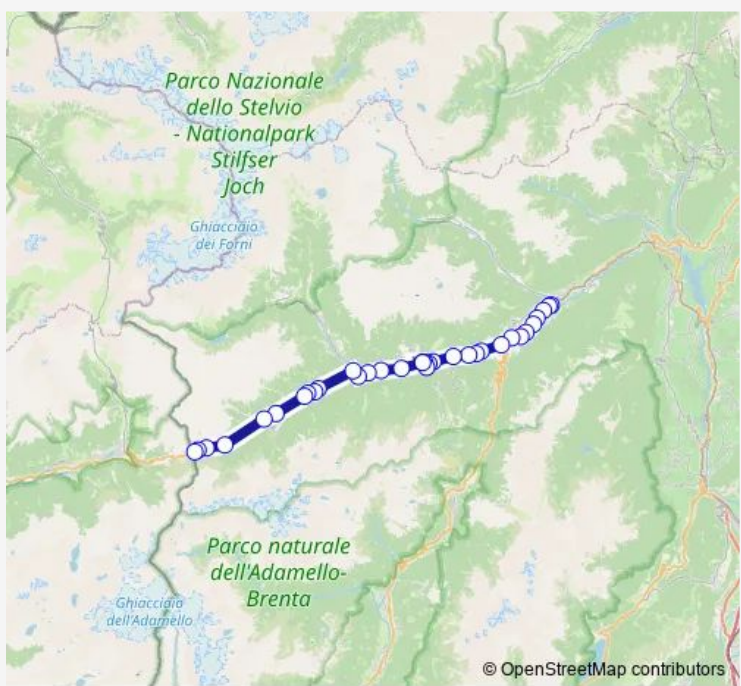 Parco Nazionale
dello Stelvio
- Nationalpark
Stilfser
Joch
Ghiacciaio
dei Forni
Parco naturale
dell'Adamello-
Brenta
Ghiacciaio
dell'Adamello
© OpenStreetMap contributors